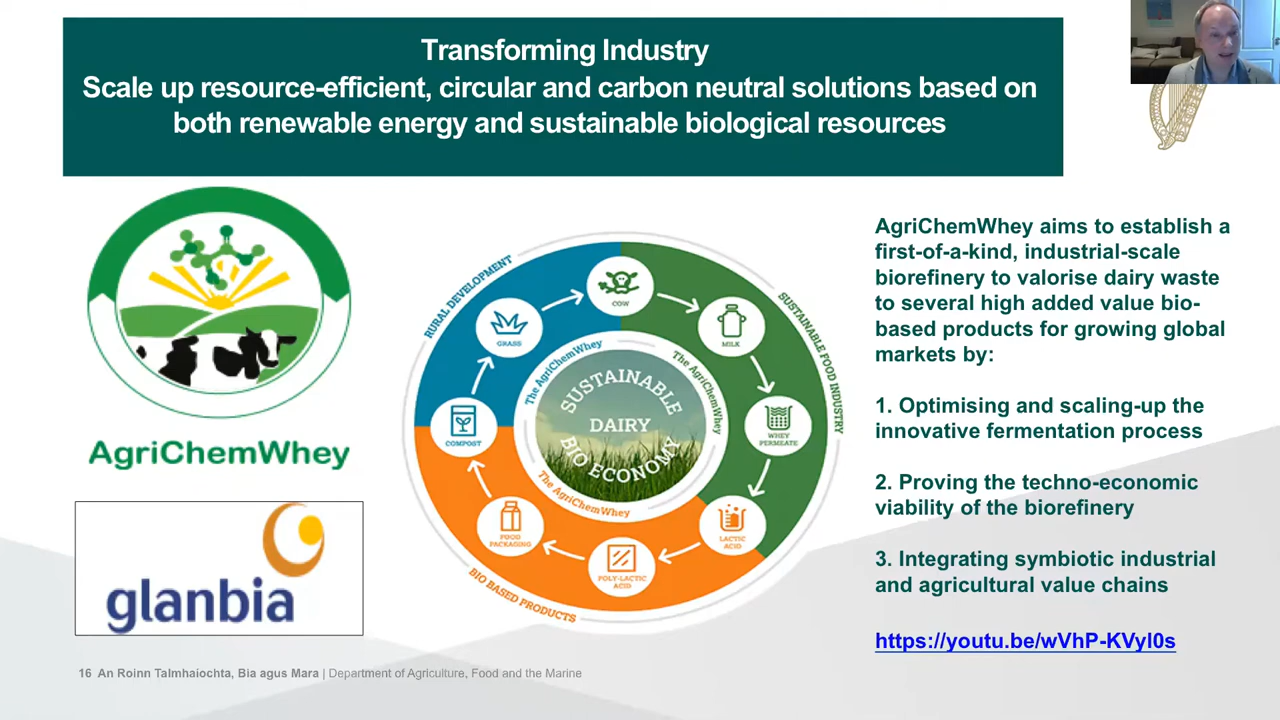 Transforming Industry
Scale up resource-efficient, circular and carbon neutral solutions based on
both renewable energy and sustainable biological resources
AgriChemWhey
glanbia
RURAL DEVELOPMENT
SUSTAINABLE FOOD INDUSTRY
BIO BASED PRODUCTS
COW
MILK
WHEY
PERMEATE
LACTIC
ACID
POLY-LACTIC
ACID
FOOD
PACKAGING
COMPOST
GRASS
The AgriChemWhey
The AgriChemWhey
The AgriChemWhey
SUSTAINABLE
DAIRY
BIO ECONOMY
AgriChemWhey aims to establish a
first-of-a-kind, industrial-scale
biorefinery to valorise dairy waste
to several high added value bio-
based products for growing global
markets by:
1. Optimising and scaling-up the
innovative fermentation process
2. Proving the techno-economic
viability of the biorefinery
3. Integrating symbiotic industrial
and agricultural value chains
https://youtu.be/wVhP-KVyl0s
16 An Roinn Talmhaíochta, Bia agus Mara | Department of Agriculture, Food and the Marine